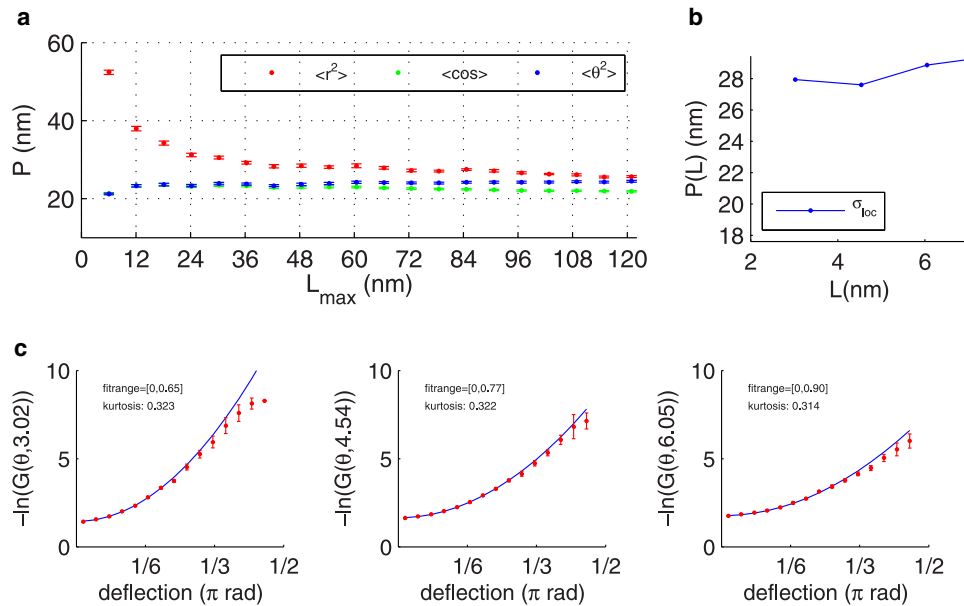 a
60
40
20
P (nm)
<r²> <cos> <θ²>
0 12 24 36 48 60 72 84 96 108 120
L_max (nm)
b
28
26
24
22
20
18
P(L) (nm)
σ_loc
2 4 6
L(nm)
c
10
5
0
−ln(G(θ,3.02))
fitrange=[0,0.65]
kurtosis: 0.323
1/6 1/3 1/2
deflection (π rad)
10
5
0
−ln(G(θ,4.54))
fitrange=[0,0.77]
kurtosis: 0.322
1/6 1/3 1/2
deflection (π rad)
10
5
0
−ln(G(θ,6.05))
fitrange=[0,0.90]
kurtosis: 0.314
1/6 1/3 1/2
deflection (π rad)